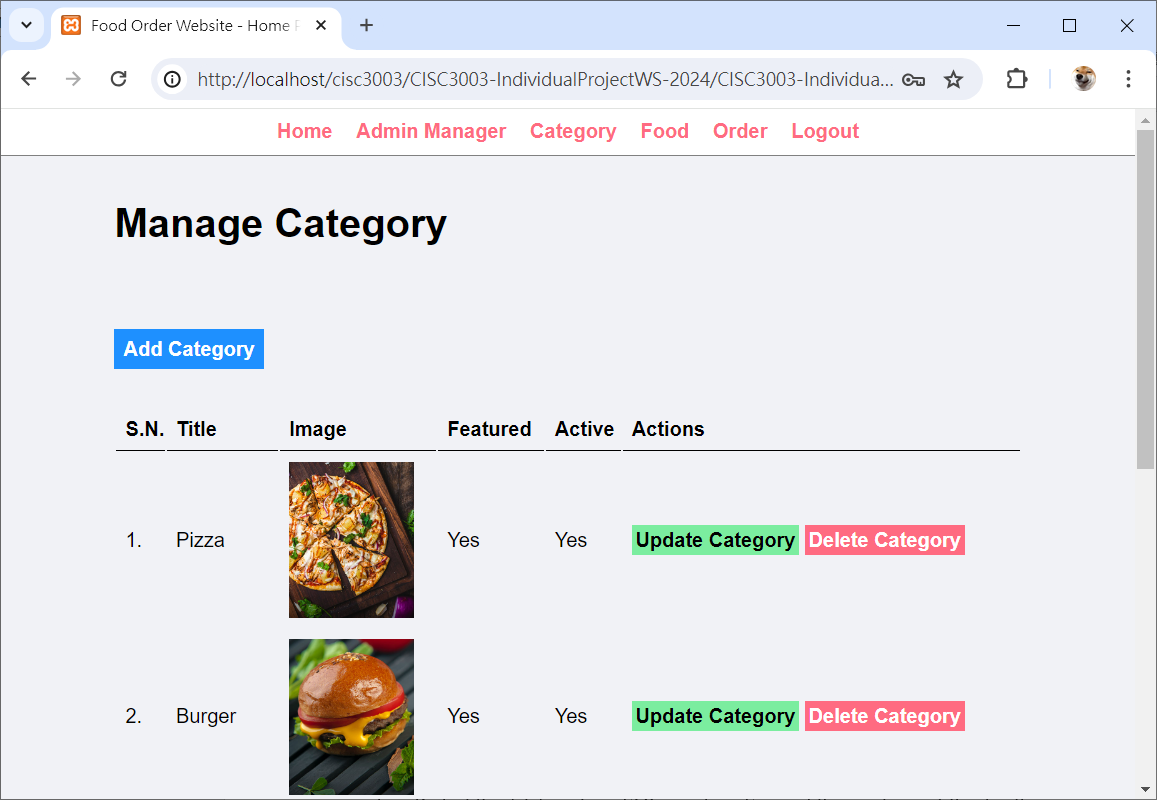 Food Order Website - Home
http://localhost/cisc3003/CISC3003-IndividualProjectWS-2024/CISC3003-Individua...
Home Admin Manager Category Food Order Logout
Manage Category
Add Category
S.N. Title Image Featured Active Actions
1. Pizza Yes Yes Update Category Delete Category
2. Burger Yes Yes Update Category Delete Category